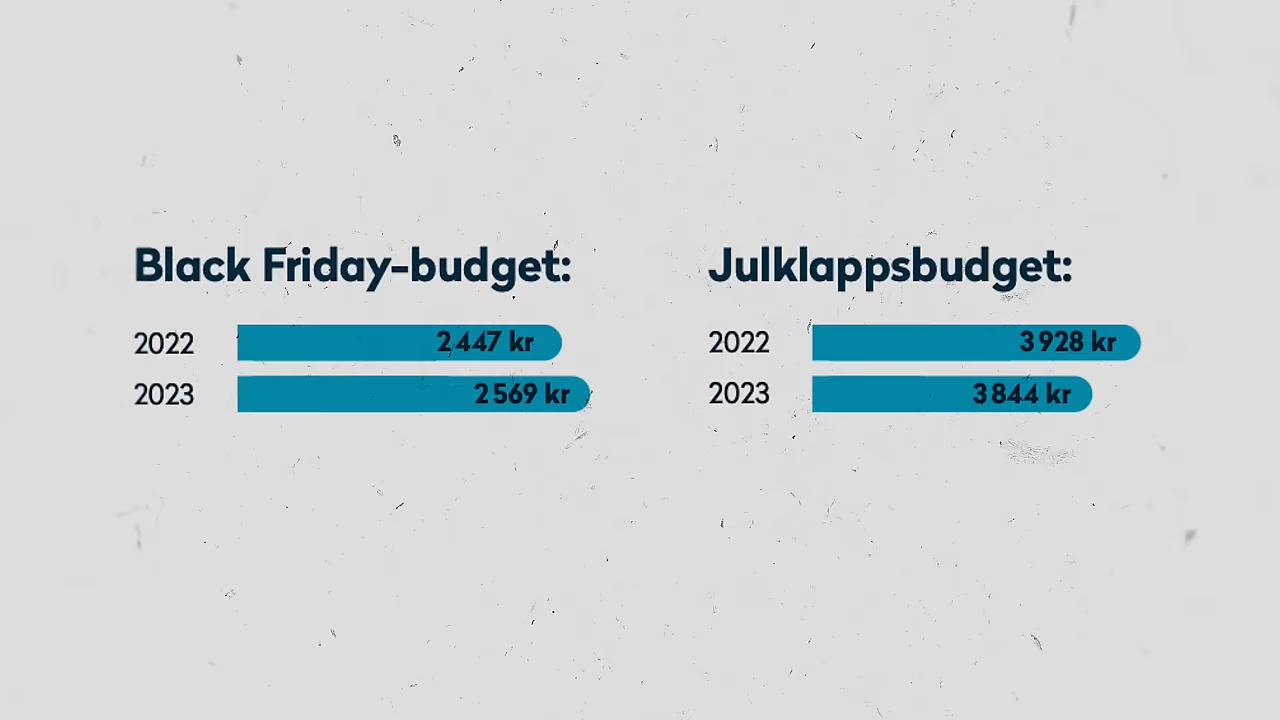 Black Friday-budget:
2022 2 447 kr
2023 2 569 kr
Julklappsbudget:
2022 3 928 kr
2023 3 844 kr